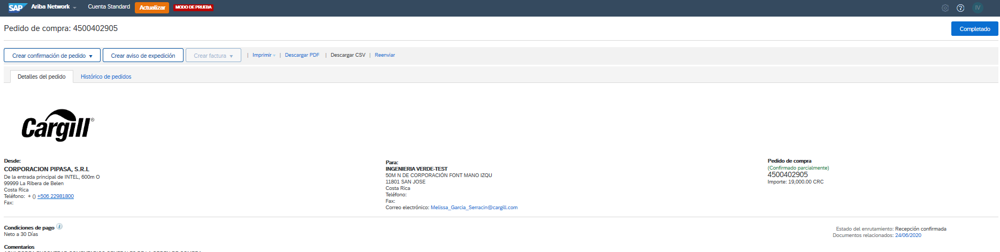 SAP Ariba Network Cuenta Standard Actualizar MODO DE PRUEBA IV
Pedido de compra: 4500402905
Completado
Crear confirmación de pedido Crear aviso de expedición Crear factura | Imprimir | Descargar PDF | Descargar CSV | Reenviar
Detalles del pedido Histórico de pedidos
Cargill®
Desde:
CORPORACION PIPASA, S.R.L
De la entrada principal de INTEL, 600m O
99999 La Ribera de Belen
Costa Rica
Teléfono: + () +506 22981800
Fax:
Para:
INGENIERIA VERDE-TEST
50M N DE CORPORACIÓN FONT MANO IZQU
11801 SAN JOSE
Costa Rica
Teléfono:
Fax:
Correo electrónico: Melissa_Garcia_Serracin@cargill.com
Pedido de compra
(Confirmado parcialmente)
4500402905
Importe: 19,000.00 CRC
Condiciones de pago i
Neto a 30 Días
Estado del enrutamiento: Recepción confirmada
Documentos relacionados: 24/06/2020
Comentarios